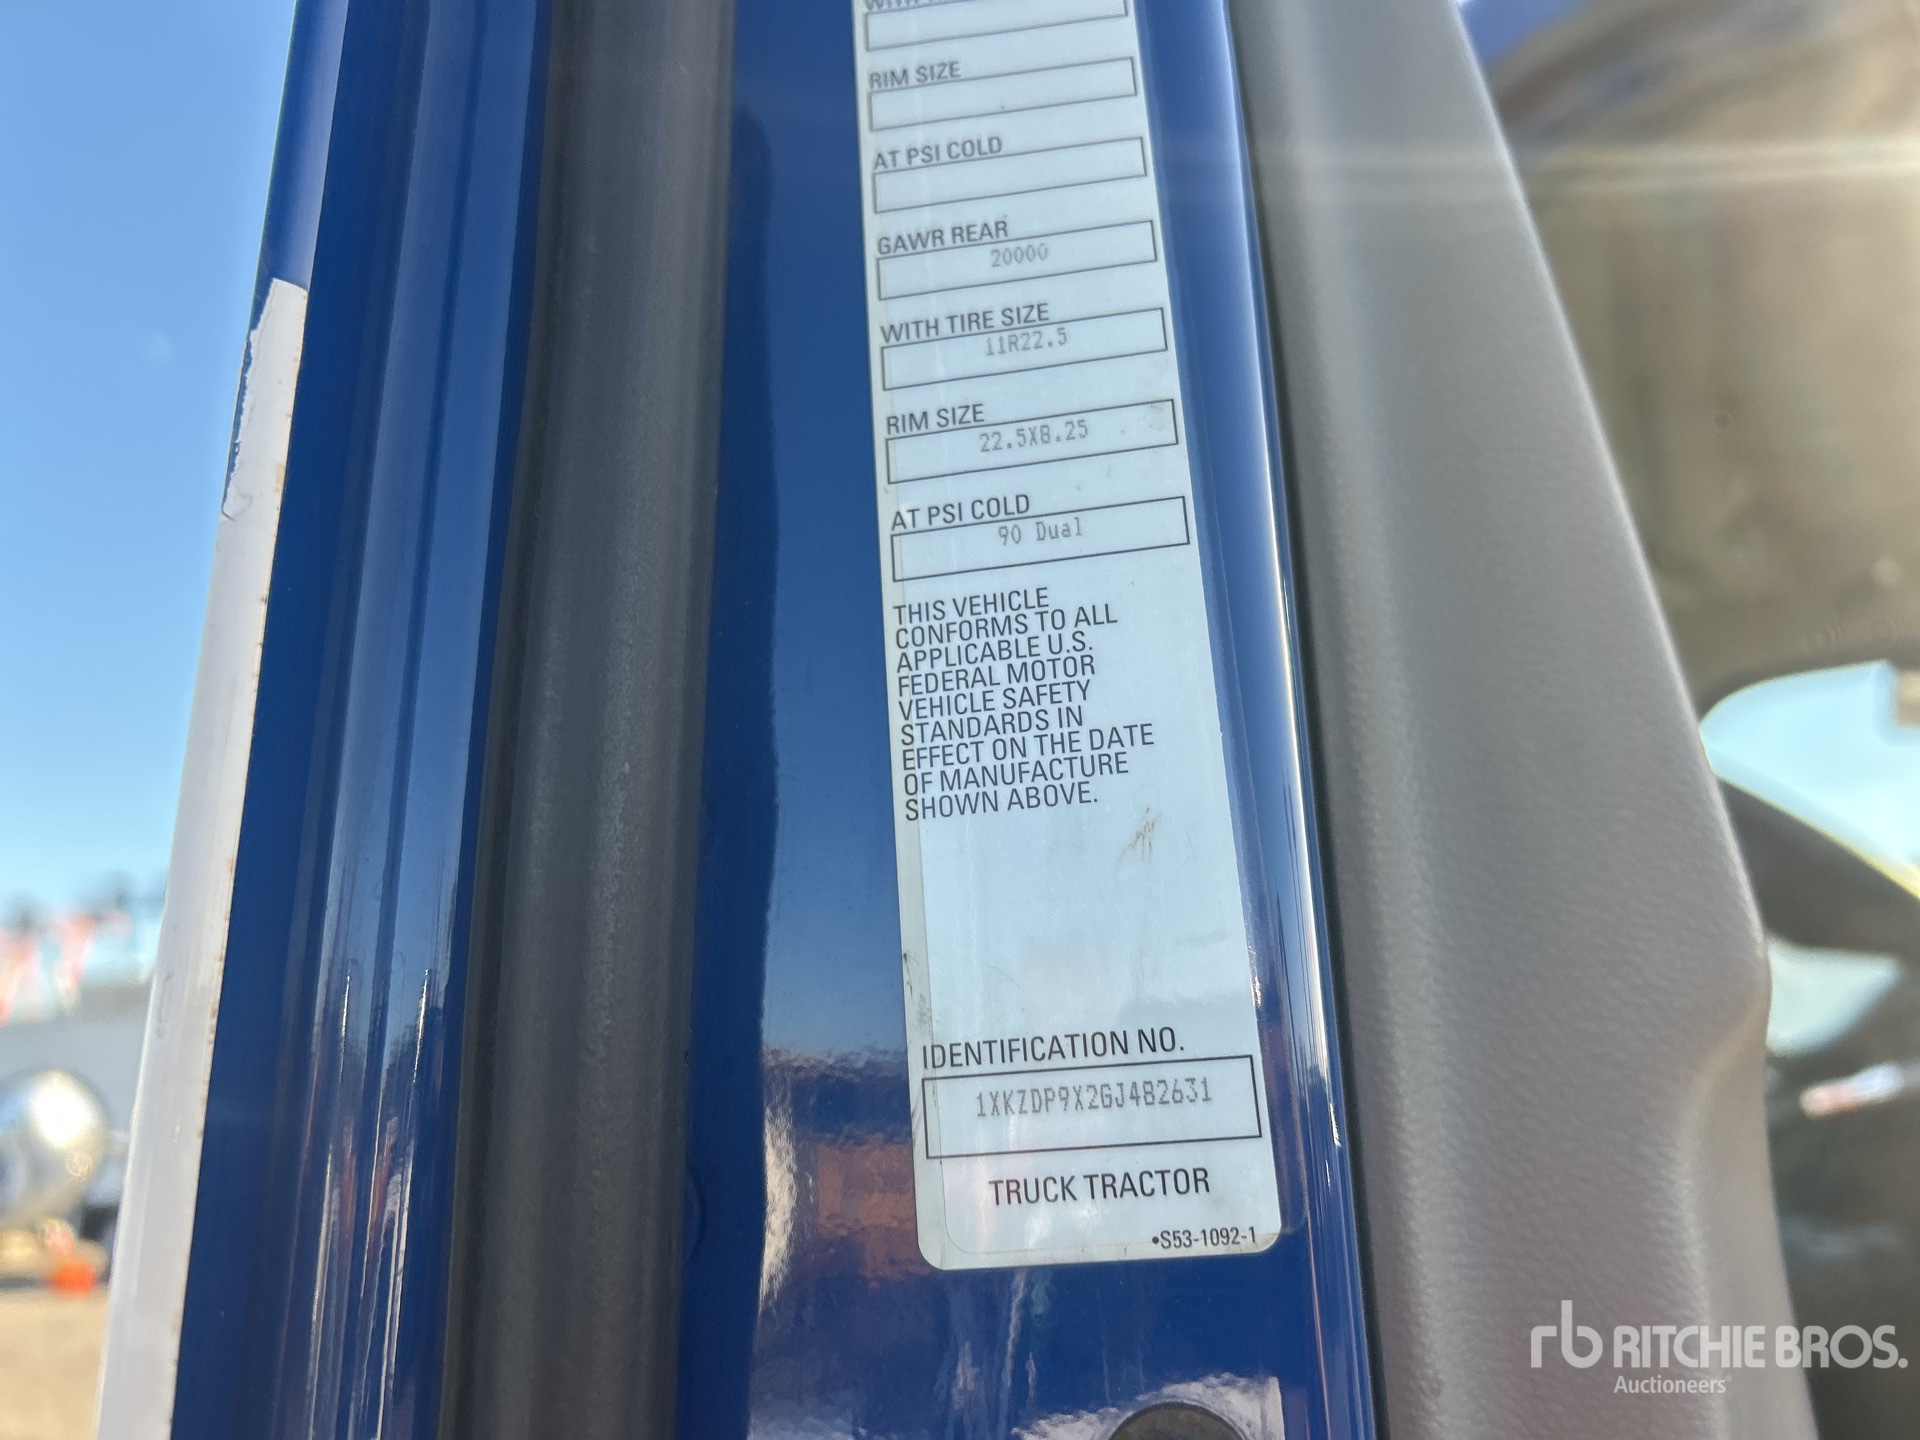 RIM SIZE
AT PSI COLD
GAWR REAR
20000
WITH TIRE SIZE
11R22.5
RIM SIZE
22.5X8.25
AT PSI COLD
90 Dual
THIS VEHICLE
CONFORMS TO ALL
APPLICABLE U.S.
FEDERAL MOTOR
VEHICLE SAFETY
STANDARDS IN
EFFECT ON THE DATE
OF MANUFACTURE
SHOWN ABOVE.
IDENTIFICATION NO.
1XKZDP9X2GJ482631
TRUCK TRACTOR
•S53-1092-1
rb RITCHIE BROS.
Auctioneers